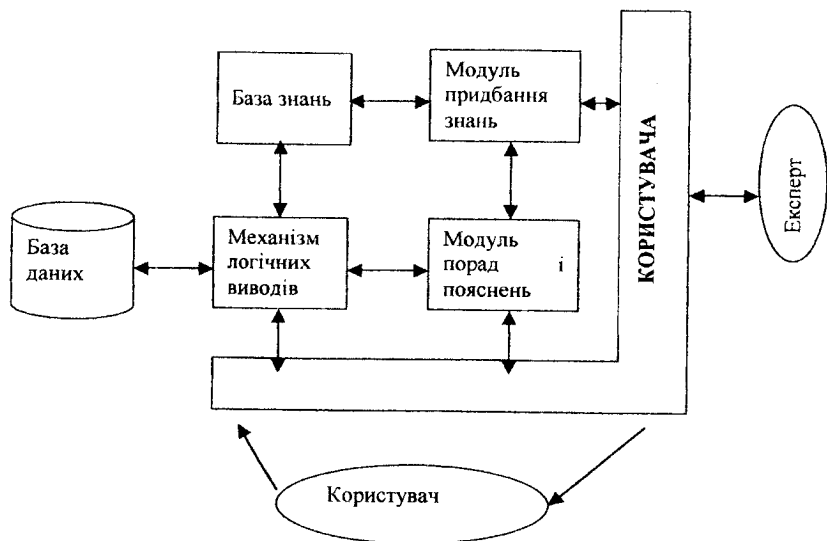 База знань
Модуль
придбання
знань
КОРИСТУВАЧА
Експерт
База
даних
Механізм
логічних
виводів
Модуль
порад і
пояснень
Користувач